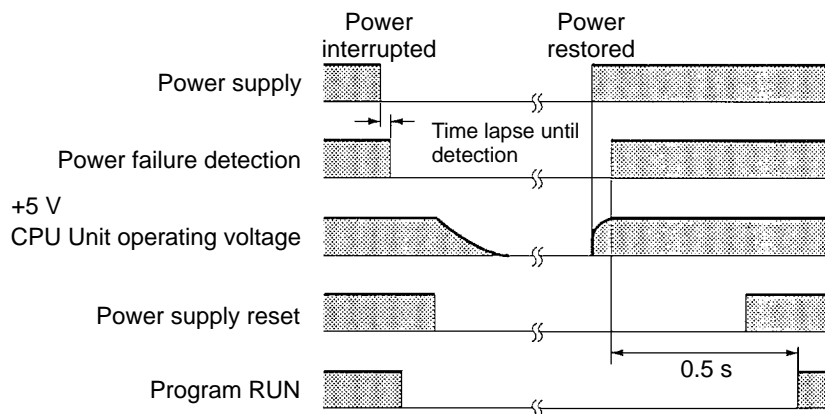 Power
interrupted
Power
restored
Power supply
Time lapse until
detection
Power failure detection
+5 V
CPU Unit operating voltage
Power supply reset
0.5 s
Program RUN